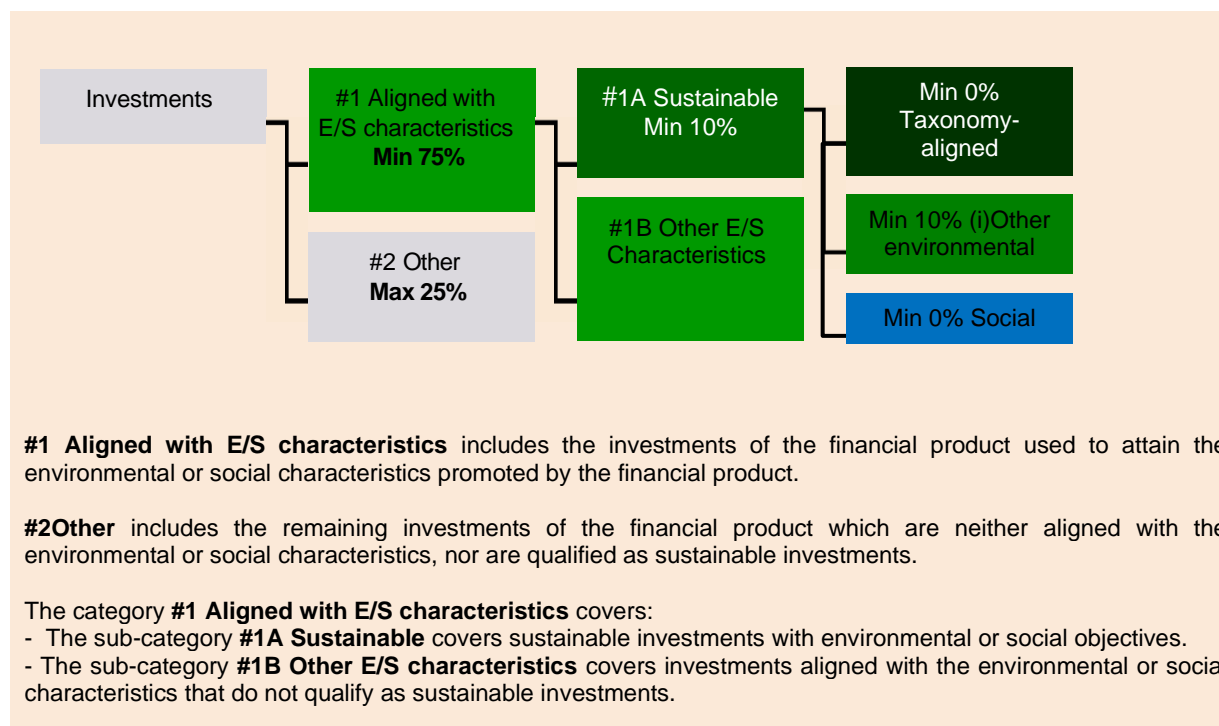 Investments
#1 Aligned with
E/S characteristics
Min 75%
#2 Other
Max 25%
#1A Sustainable
Min 10%
#1B Other E/S
Characteristics
Min 0%
Taxonomy-
aligned
Min 10% (i)Other
environmental
Min 0% Social
#1 Aligned with E/S characteristics includes the investments of the financial product used to attain the
environmental or social characteristics promoted by the financial product.
#2Other includes the remaining investments of the financial product which are neither aligned with the
environmental or social characteristics, nor are qualified as sustainable investments.
The category #1 Aligned with E/S characteristics covers:
- The sub-category #1A Sustainable covers sustainable investments with environmental or social objectives.
- The sub-category #1B Other E/S characteristics covers investments aligned with the environmental or social
characteristics that do not qualify as sustainable investments.